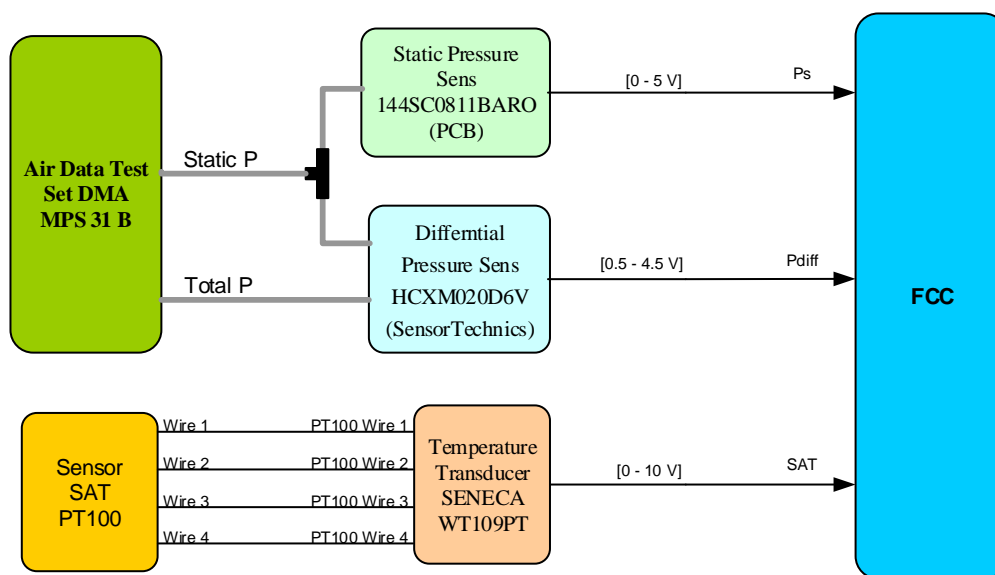 Air Data Test
Set DMA
MPS 31 B
Static P
Total P
Static Pressure
Sens
144SC0811BARO
(PCB)
[0 - 5 V]
Ps
Differntial
Pressure Sens
HCXM020D6V
(SensorTechnics)
[0.5 - 4.5 V]
Pdiff
FCC
Sensor
SAT
PT100
Wire 1
PT100 Wire 1
Wire 2
PT100 Wire 2
Wire 3
PT100 Wire 3
Wire 4
PT100 Wire 4
Temperature
Transducer
SENECA
WT109PT
[0 - 10 V]
SAT